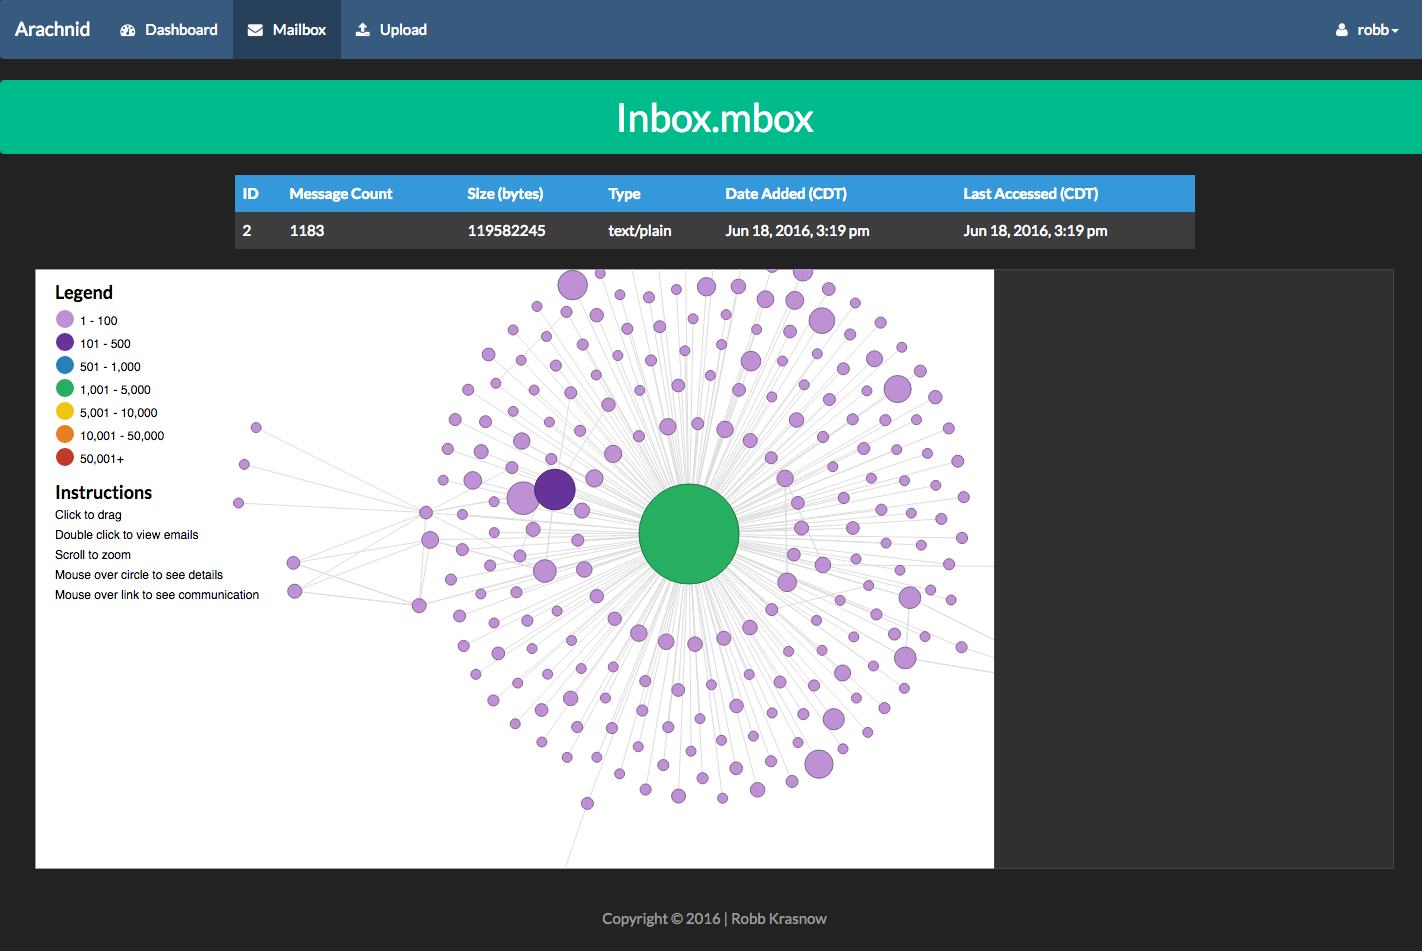 Arachnid Dashboard Mailbox Upload robb
Inbox.mbox
ID Message Count Size (bytes) Type Date Added (CDT) Last Accessed (CDT)
2 1183 119582245 text/plain Jun 18, 2016, 3:19 pm Jun 18, 2016, 3:19 pm
Legend
1 - 100
101 - 500
501 - 1,000
1,001 - 5,000
5,001 - 10,000
10,001 - 50,000
50,001+
Instructions
Click to drag
Double click to view emails
Scroll to zoom
Mouse over circle to see details
Mouse over link to see communication
Copyright © 2016 | Robb Krasnow